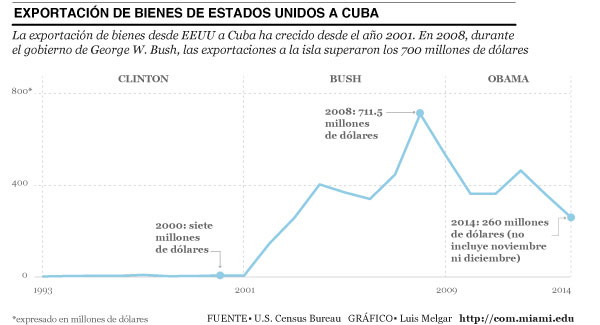 EXPORTACIÓN DE BIENES DE ESTADOS UNIDOS A CUBA
La exportación de bienes desde EEUU a Cuba ha crecido desde el año 2001. En 2008, durante
el gobierno de George W. Bush, las exportaciones a la isla superaron los 700 millones de dólares
CLINTON BUSH OBAMA
800*
2008: 711,5
millones
de dólares
400
2000: siete
millones
de dólares
2014: 260 millones
de dólares (no
incluye noviembre
ni diciembre)
0
1993 2001 2009 2014
*expresado en millones de dólares FUENTE• U.S. Census Bureau GRÁFICO• Luis Melgar http://com.miami.edu